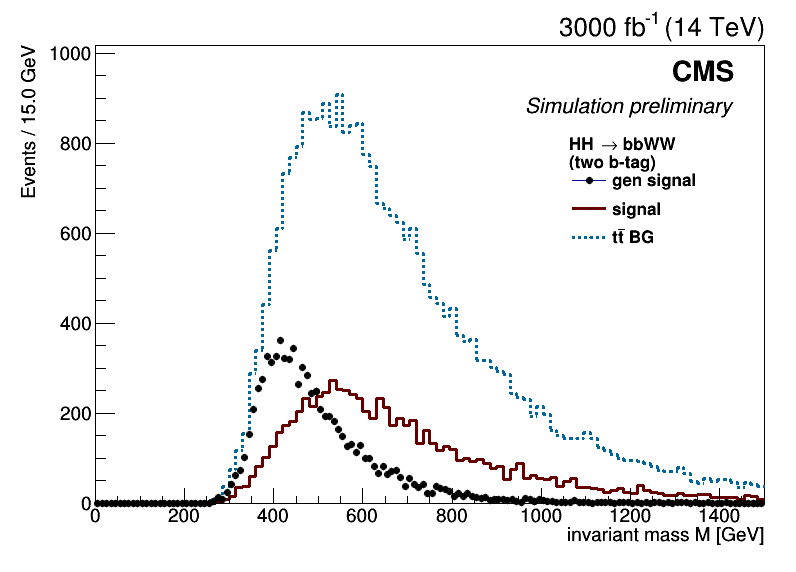 3000 fb⁻¹ (14 TeV)
Events / 15.0 GeV
CMS
Simulation preliminary
HH → bbWW
(two b-tag)
gen signal
signal
tt̄ BG
1000
800
600
400
200
0
0 200 400 600 800 1000 1200 1400
invariant mass M [GeV]